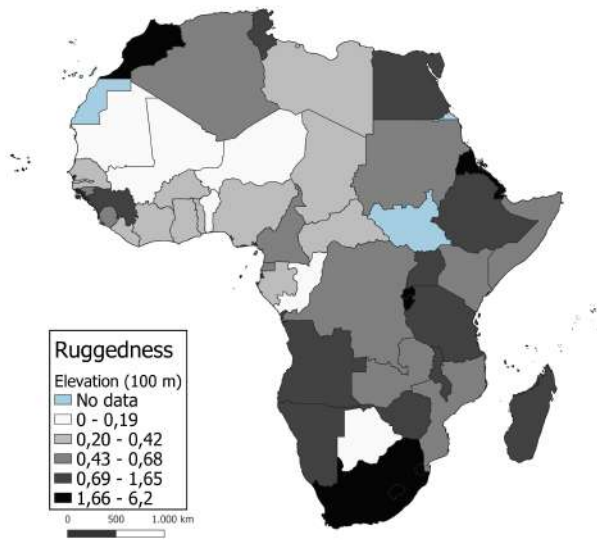 Ruggedness
Elevation (100 m)
No data
0 - 0,19
0,20 - 0,42
0,43 - 0,68
0,69 - 1,65
1,66 - 6,2
0 500 1.000 km